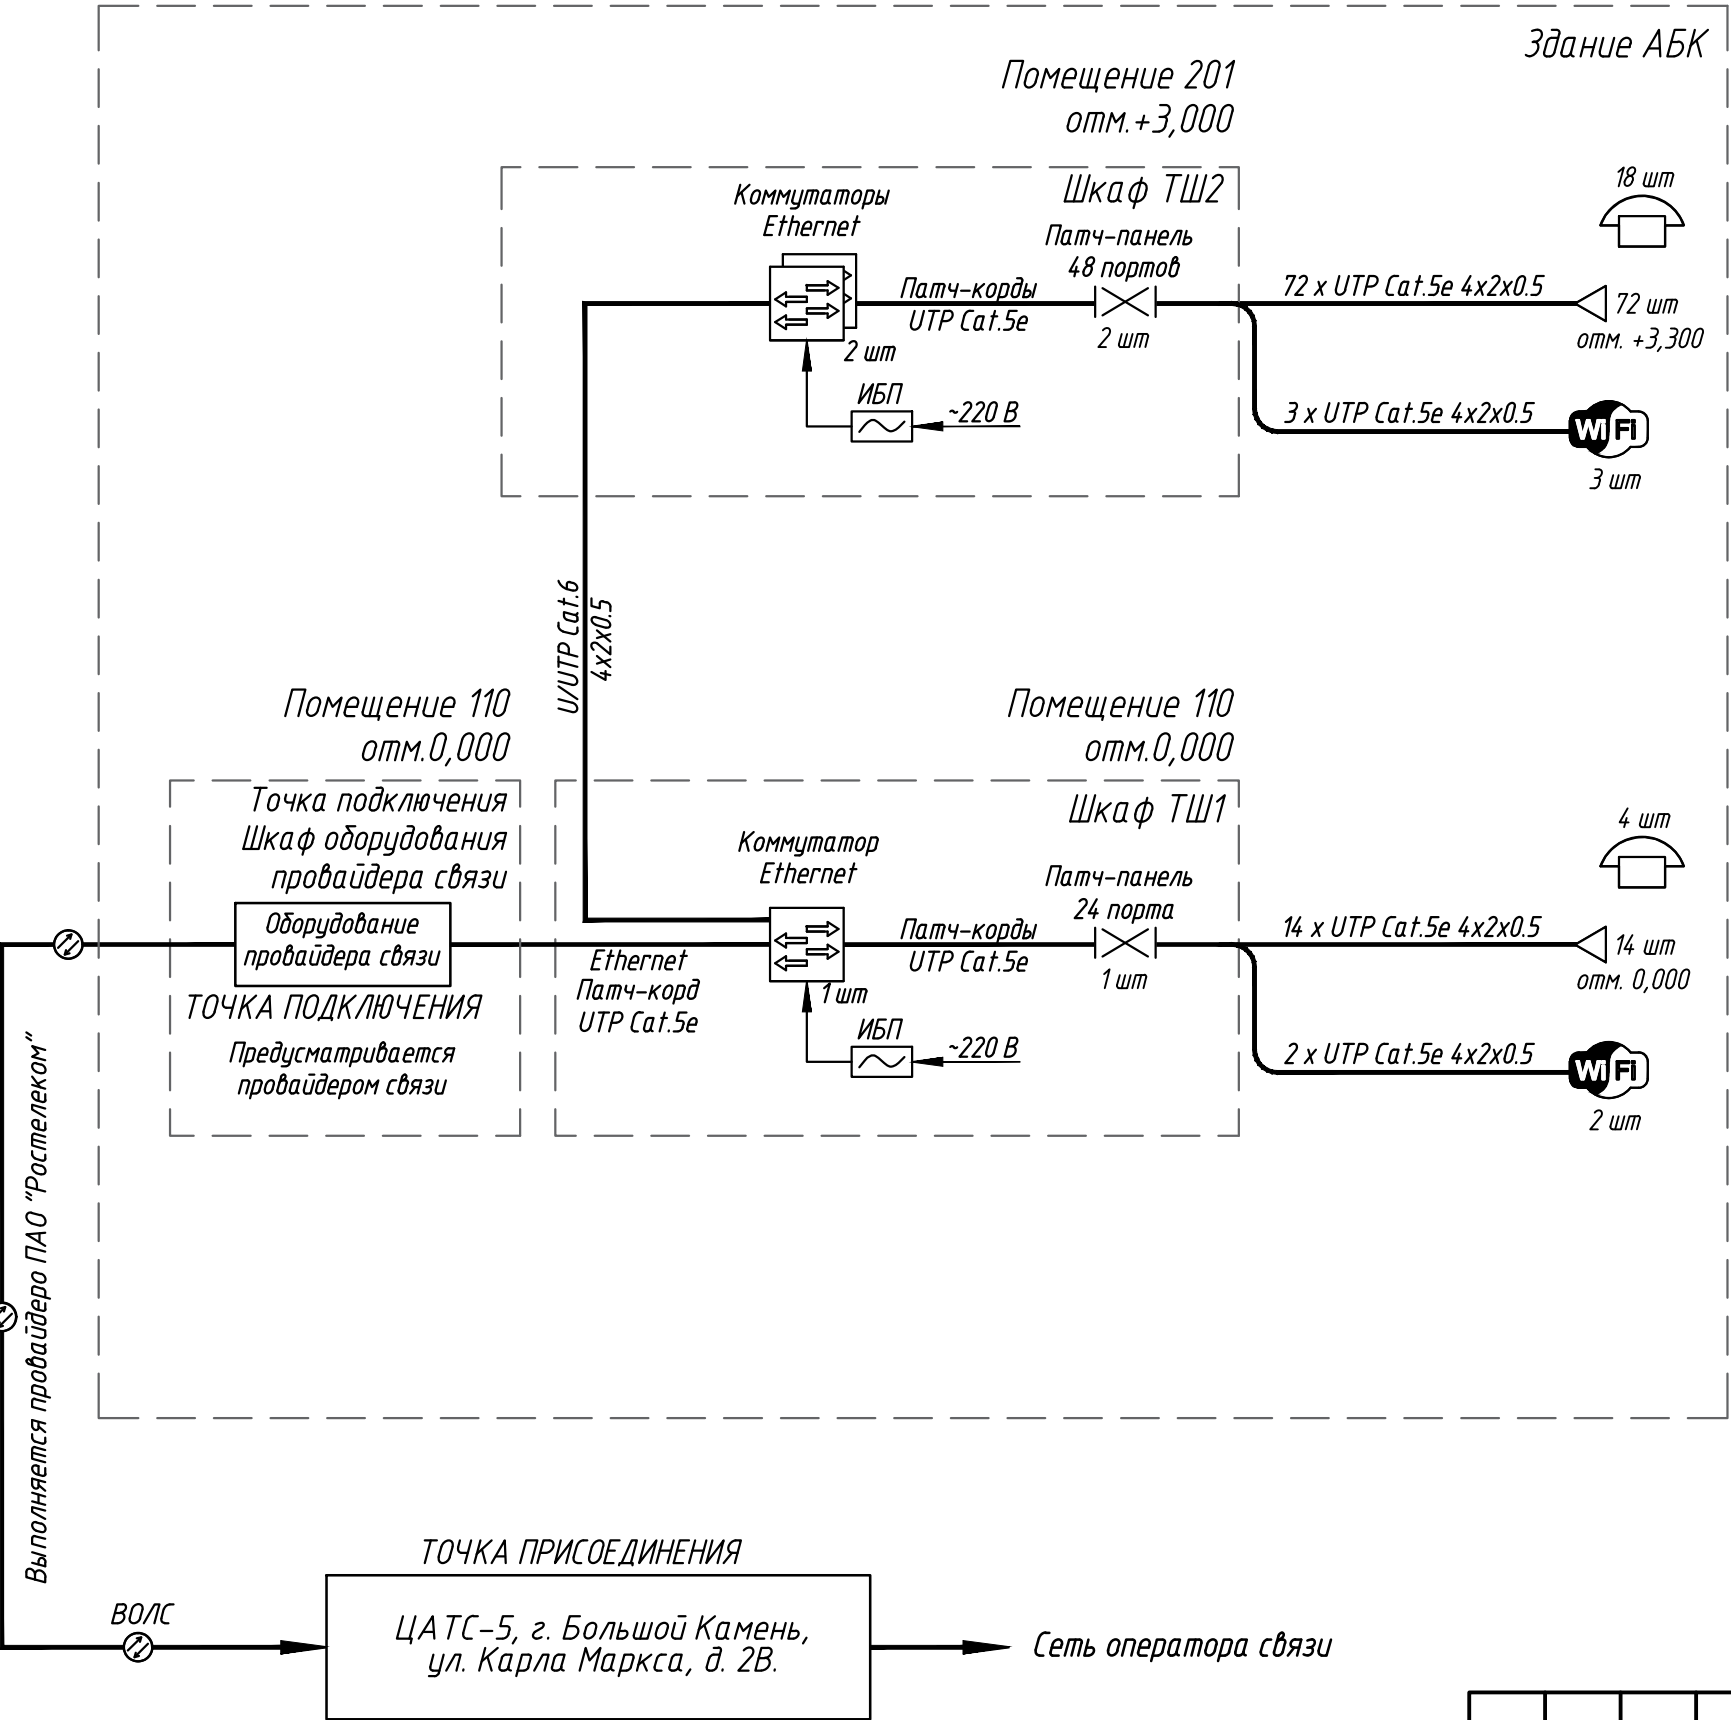 Здание АБК
Помещение 201
отм.+3,000
Шкаф ТШ2
Коммутаторы
Ethernet
Патч-панель
48 портов
18 шт
Патч-корды
UTP Cat.5e
72 x UTP Cat.5e 4x2x0.5
72 шт
отм. +3,300
2 шт
2 шт
ИБП
~220 В
3 x UTP Cat.5e 4x2x0.5
Wi Fi
3 шт
U/UTP Cat.6
4x2x0.5
Помещение 110
отм.0,000
Помещение 110
отм.0,000
Точка подключения
Шкаф оборудования
провайдера связи
Оборудование
провайдера связи
ТОЧКА ПОДКЛЮЧЕНИЯ
Предусматривается
провайдером связи
Шкаф ТШ1
Коммутатор
Ethernet
Патч-панель
24 порта
4 шт
Ethernet
Патч-корд
UTP Cat.5e
Патч-корды
UTP Cat.5e
14 x UTP Cat.5e 4x2x0.5
14 шт
отм. 0,000
1 шт
1 шт
ИБП
~220 В
2 x UTP Cat.5e 4x2x0.5
Wi Fi
2 шт
Выполняется провайдеро ПАО "Ростелеком"
ТОЧКА ПРИСОЕДИНЕНИЯ
ВОЛС
ЦАТС-5, г. Большой Камень,
ул. Карла Маркса, д. 2В.
Сеть оператора связи